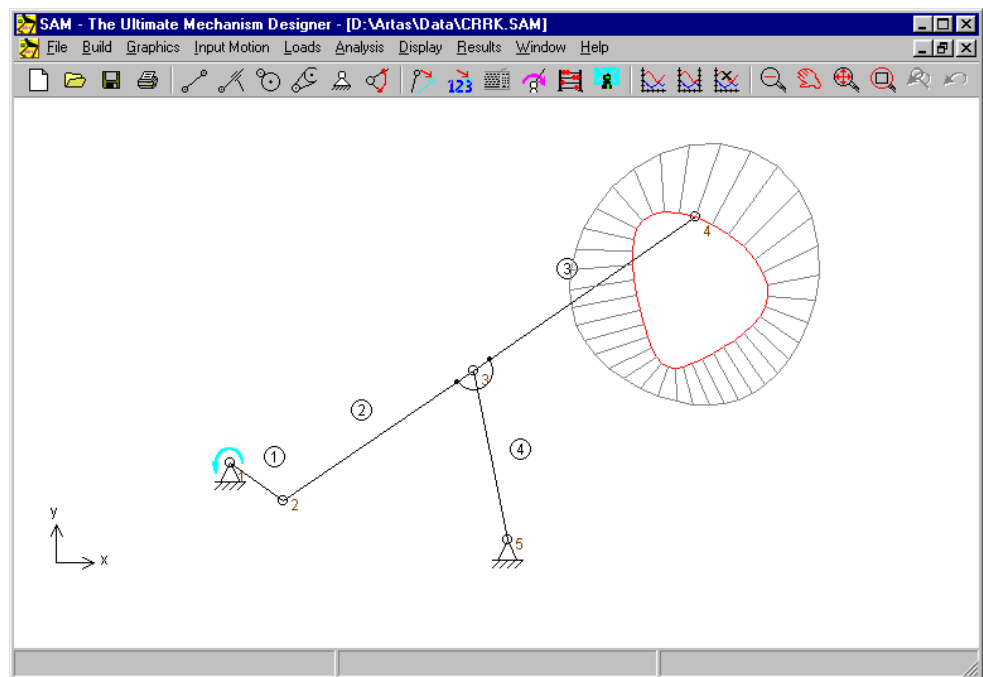 SAM - The Ultimate Mechanism Designer - [D:\Artas\Data\CRRK.SAM]
File Build Graphics Input Motion Loads Analysis Display Results Window Help
123
4
3
3
2
4
1
1
2
5
y
x